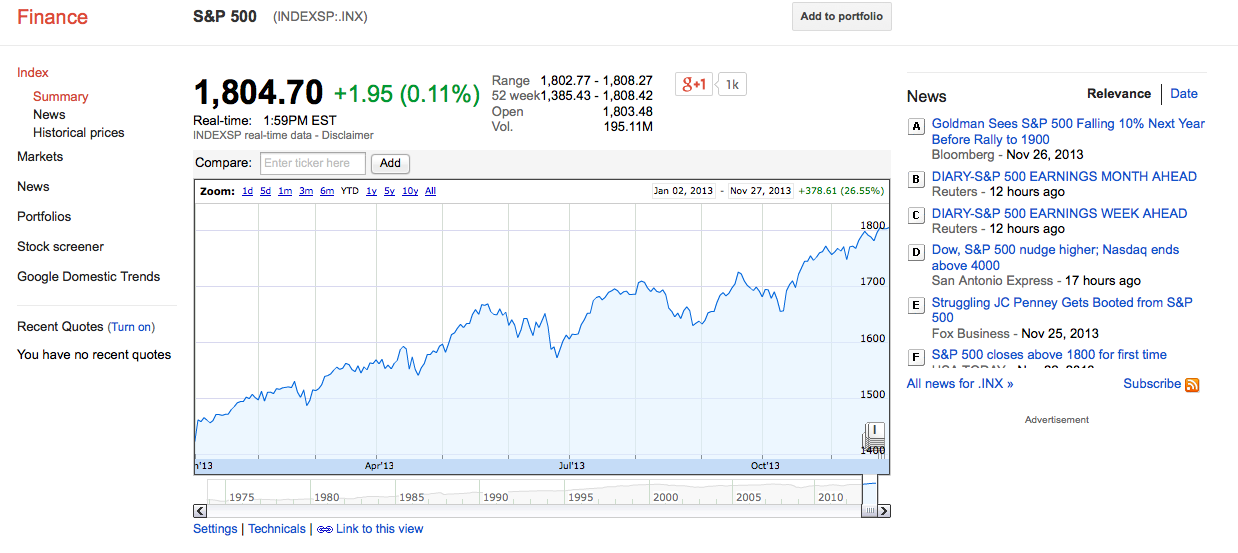 Finance
S&P 500 (INDEXSP:.INX)
Add to portfolio
Index
Summary
News
Historical prices
Markets
News
Portfolios
Stock screener
Google Domestic Trends
Recent Quotes (Turn on)
You have no recent quotes
1,804.70 +1.95 (0.11%)
Real-time: 1:59PM EST
INDEXSP real-time data - Disclaimer
Range 1,802.77 - 1,808.27
52 week 1,385.43 - 1,808.42
Open 1,803.48
Vol. 195.11M
g+1 1k
Compare: Enter ticker here Add
Zoom: 1d 5d 1m 3m 6m YTD 1y 5y 10y All
Jan 02, 2013 - Nov 27, 2013 +378.61 (26.55%)
1800
1700
1600
1500
1400
n'13 Apr'13 Jul'13 Oct'13
1975 1980 1985 1990 1995 2000 2005 2010
Settings | Technicals | Link to this view
News Relevance | Date
A Goldman Sees S&P 500 Falling 10% Next Year
Before Rally to 1900
Bloomberg - Nov 26, 2013
B DIARY-S&P 500 EARNINGS MONTH AHEAD
Reuters - 12 hours ago
C DIARY-S&P 500 EARNINGS WEEK AHEAD
Reuters - 12 hours ago
D Dow, S&P 500 nudge higher; Nasdaq ends
above 4000
San Antonio Express - 17 hours ago
E Struggling JC Penney Gets Booted from S&P
500
Fox Business - Nov 25, 2013
F S&P 500 closes above 1800 for first time
All news for .INX » Subscribe
Advertisement